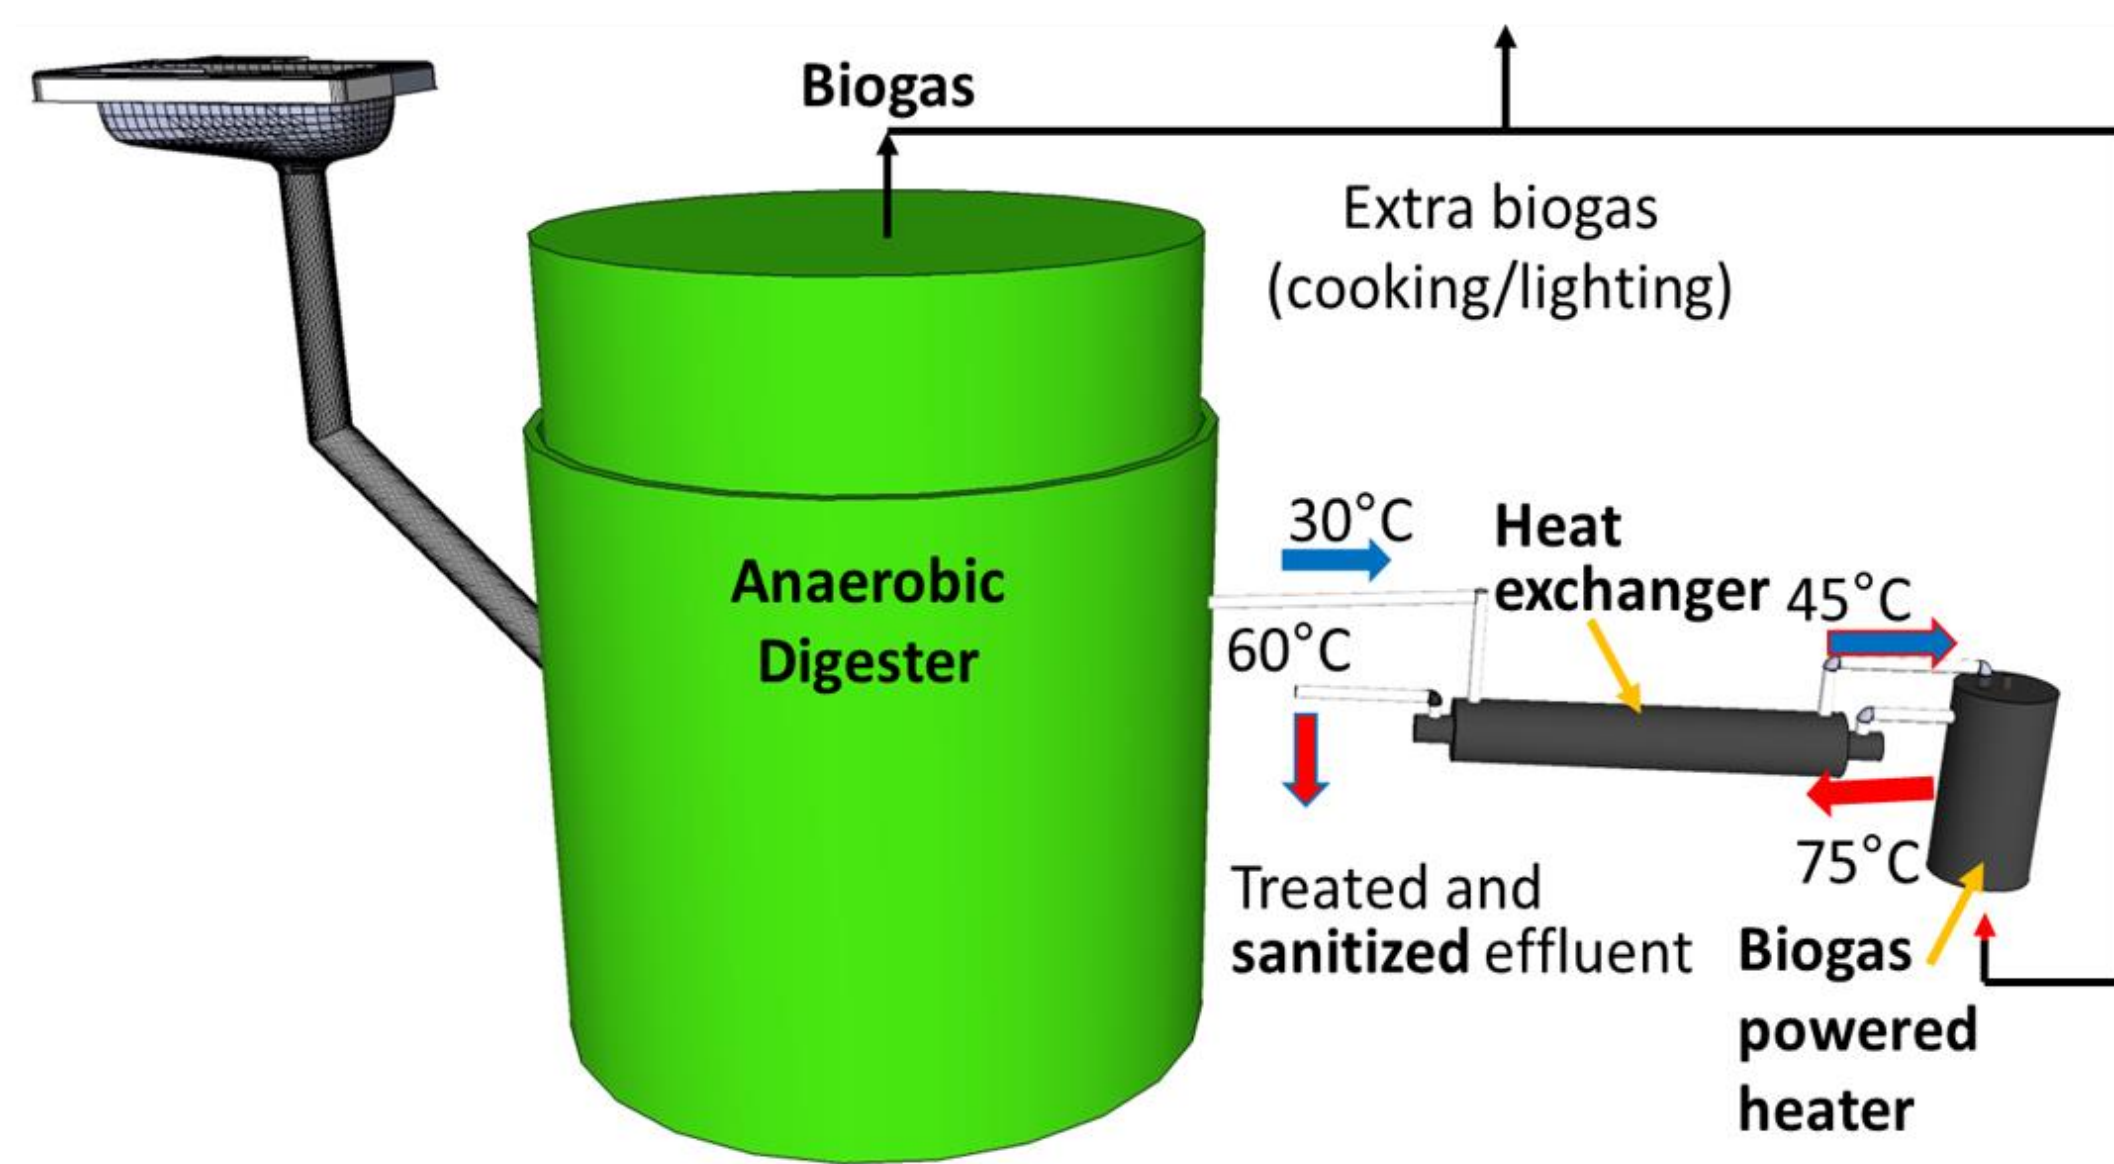 Biogas
Extra biogas
(cooking/lighting)
Anaerobic
Digester
30°C
Heat
exchanger
45°C
60°C
75°C
Treated and
sanitized effluent
Biogas
powered
heater